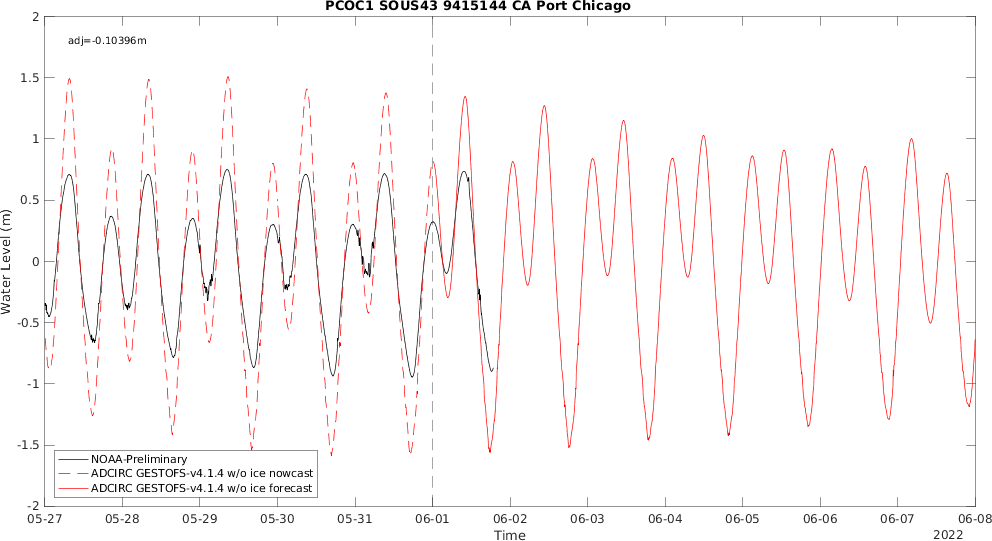 PCOC1 SOUS43 9415144 CA Port Chicago
adj=-0.10396m
2
1.5
1
0.5
0
-0.5
-1
-1.5
-2
Water Level (m)
NOAA-Preliminary
ADCIRC GESTOFS-v4.1.4 w/o ice nowcast
ADCIRC GESTOFS-v4.1.4 w/o ice forecast
05-27 05-28 05-29 05-30 05-31 06-01 06-02 06-03 06-04 06-05 06-06 06-07 06-08
Time
2022